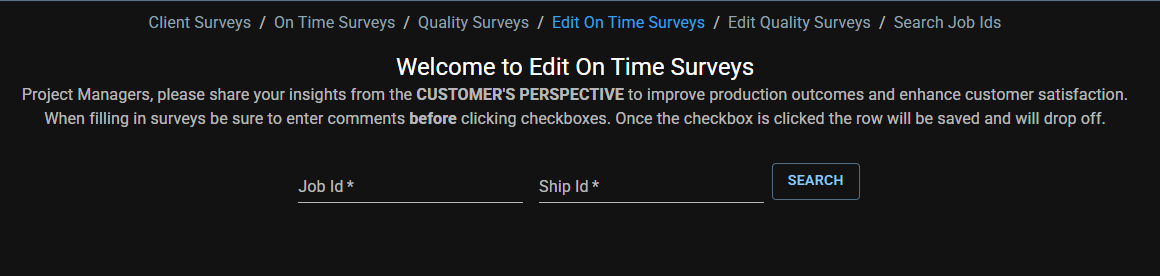 Client Surveys / On Time Surveys / Quality Surveys / Edit On Time Surveys / Edit Quality Surveys / Search Job Ids
Welcome to Edit On Time Surveys
Project Managers, please share your insights from the CUSTOMER'S PERSPECTIVE to improve production outcomes and enhance customer satisfaction.
When filling in surveys be sure to enter comments before clicking checkboxes. Once the checkbox is clicked the row will be saved and will drop off.
Job Id * Ship Id * SEARCH